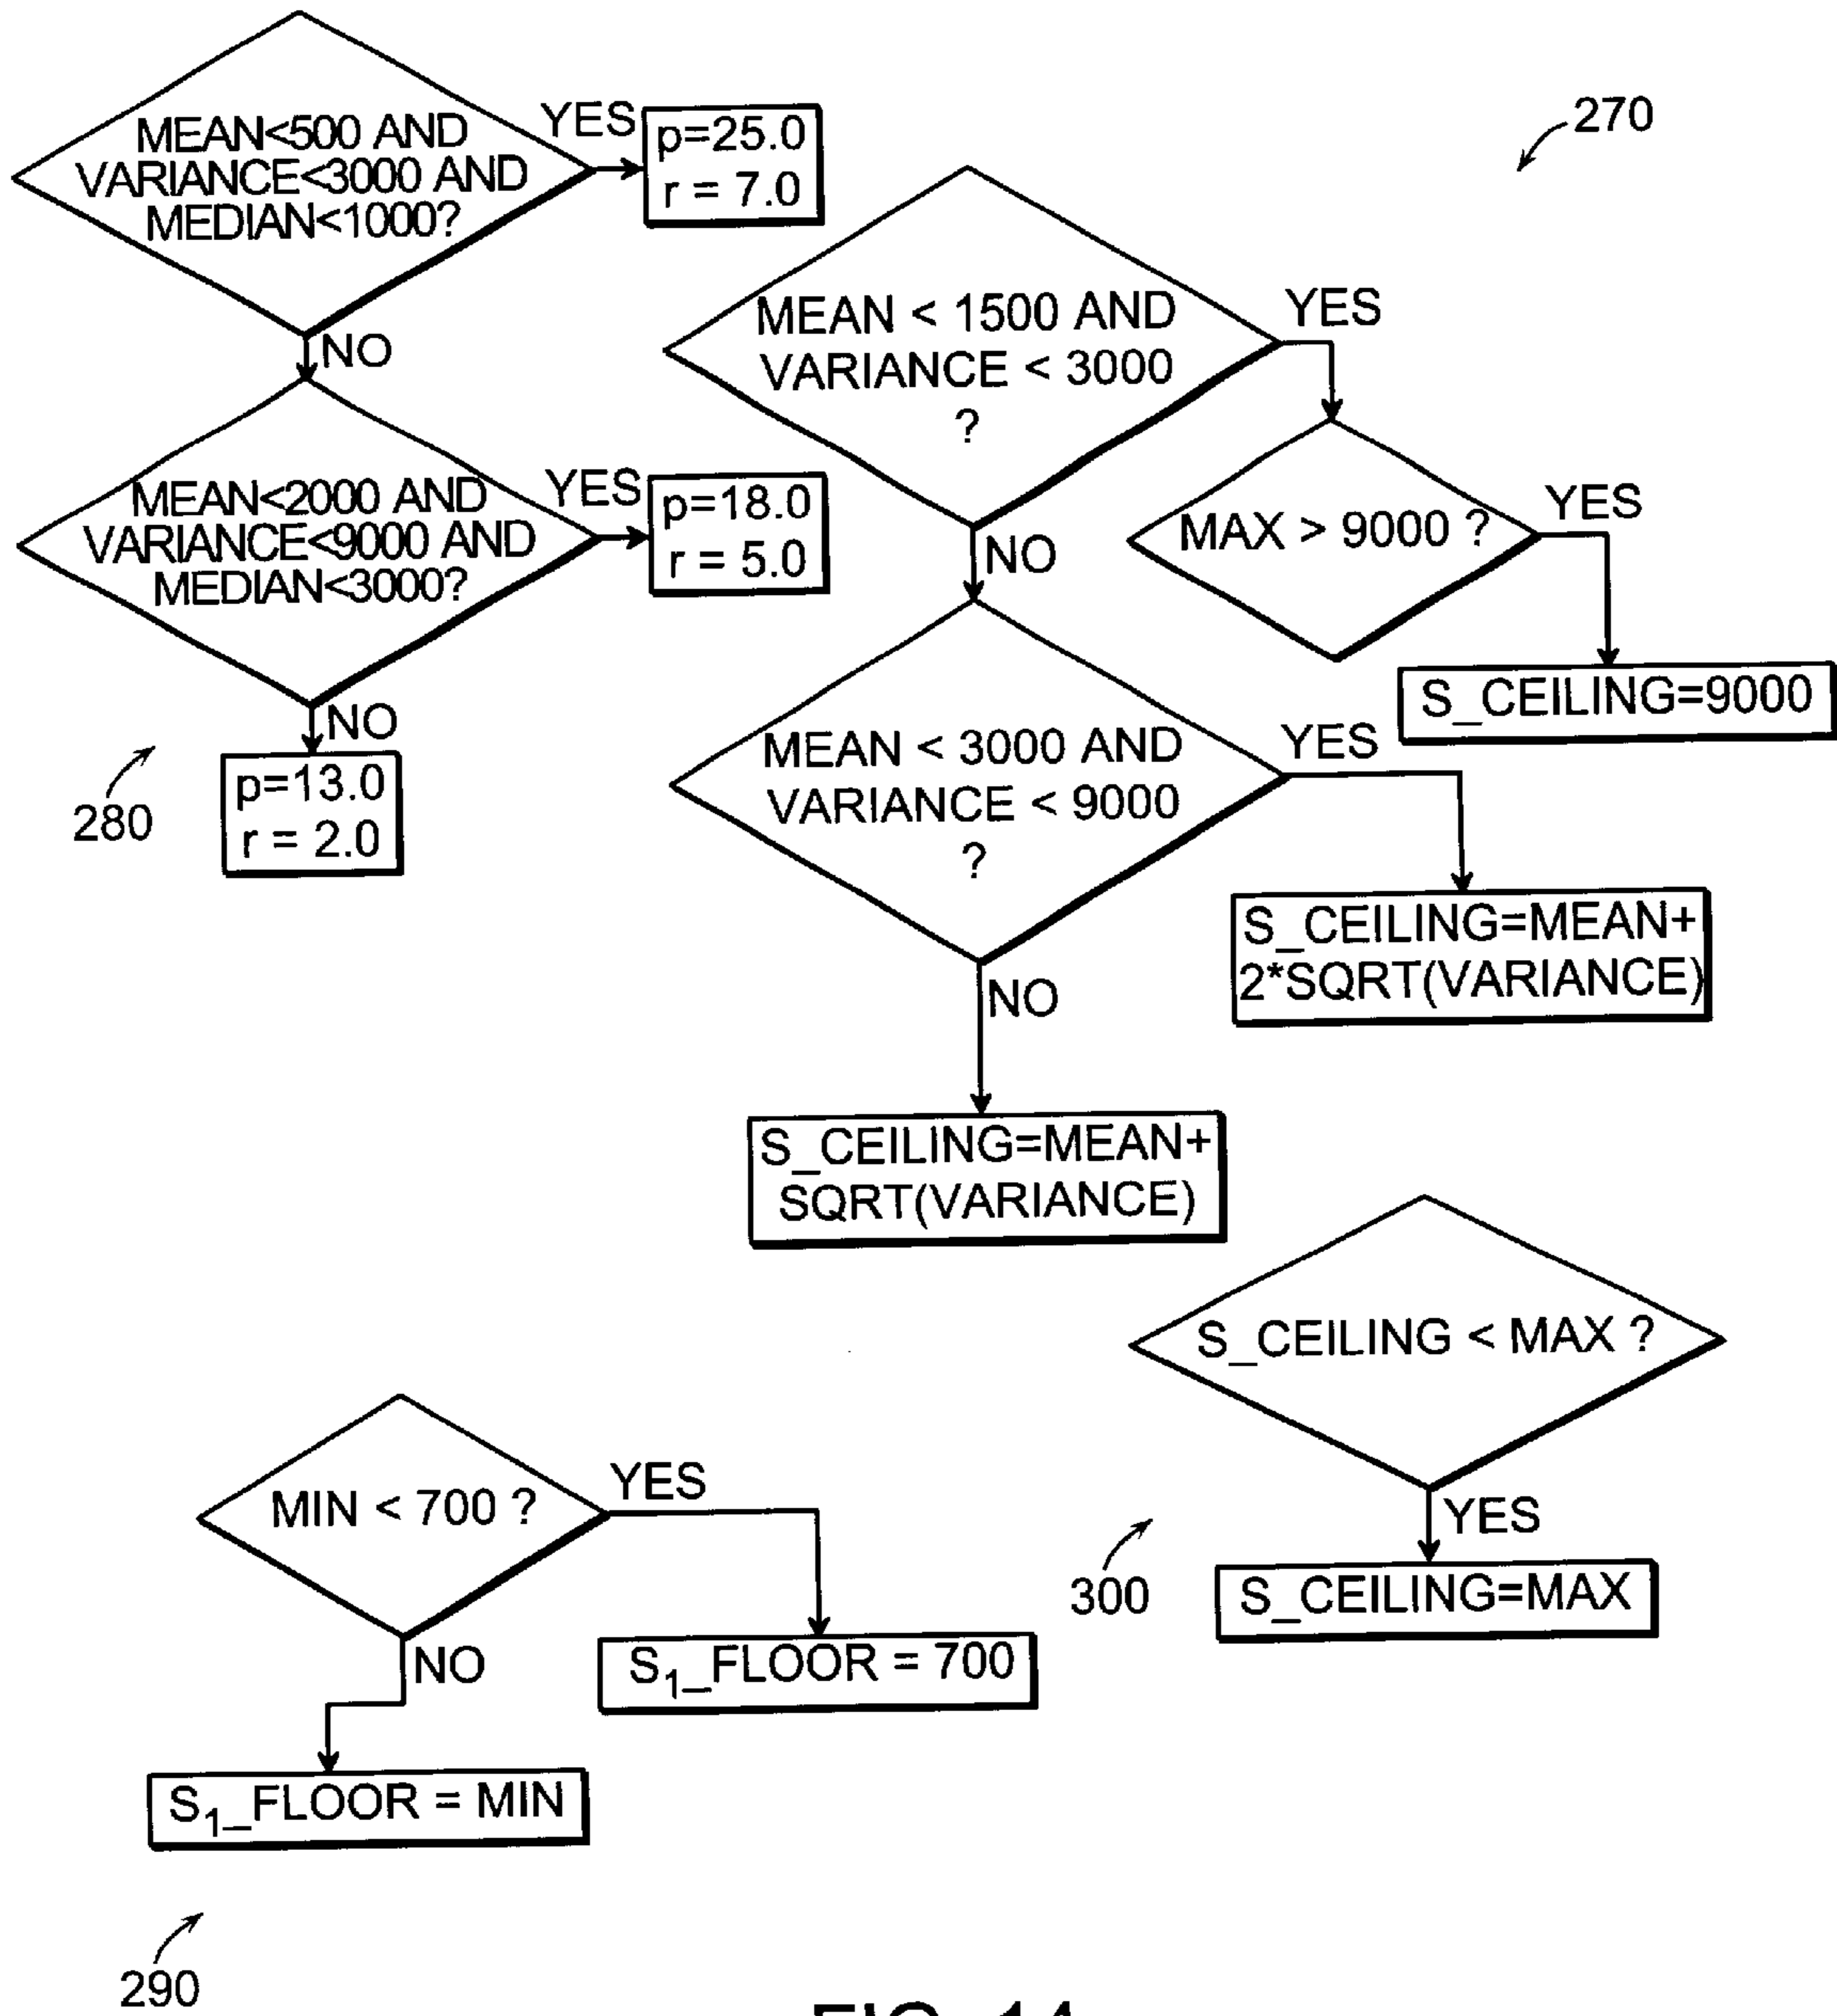 MEAN<500 AND
VARIANCE<3000 AND
MEDIAN<1000?
YES
p=25.0
r = 7.0
NO
MEAN<2000 AND
VARIANCE<9000 AND
MEDIAN<3000?
YES
p=18.0
r = 5.0
NO
p=13.0
r = 2.0
280
270
MEAN < 1500 AND
VARIANCE < 3000
?
YES
MAX > 9000 ?
YES
S_CEILING=9000
NO
MEAN < 3000 AND
VARIANCE < 9000
?
YES
S_CEILING=MEAN+
2*SQRT(VARIANCE)
NO
S_CEILING=MEAN+
SQRT(VARIANCE)
S_CEILING < MAX ?
YES
S_CEILING=MAX
300
MIN < 700 ?
YES
S₁_FLOOR = 700
NO
S₁_FLOOR = MIN
290
FIG. 14